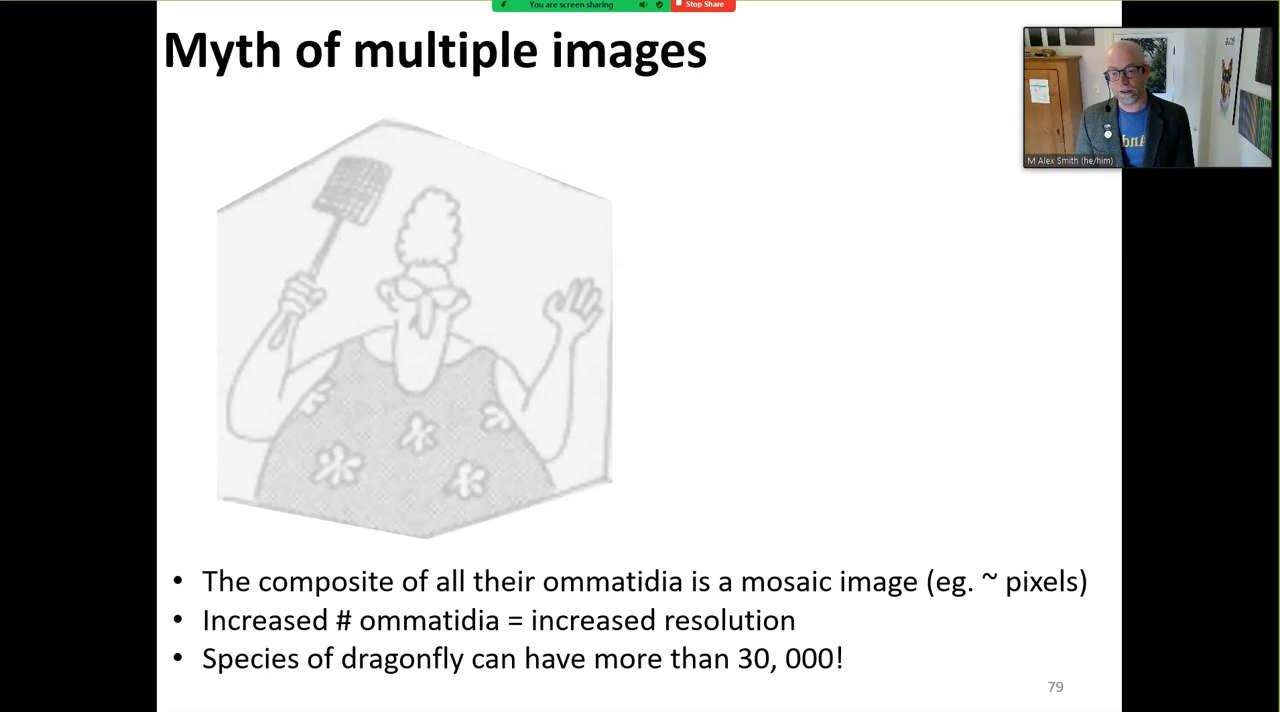 You are screen sharing
Stop Share
Myth of multiple images
M Alex Smith (he/him)
• The composite of all their ommatidia is a mosaic image (eg. ~ pixels)
• Increased # ommatidia = increased resolution
• Species of dragonfly can have more than 30, 000!
79